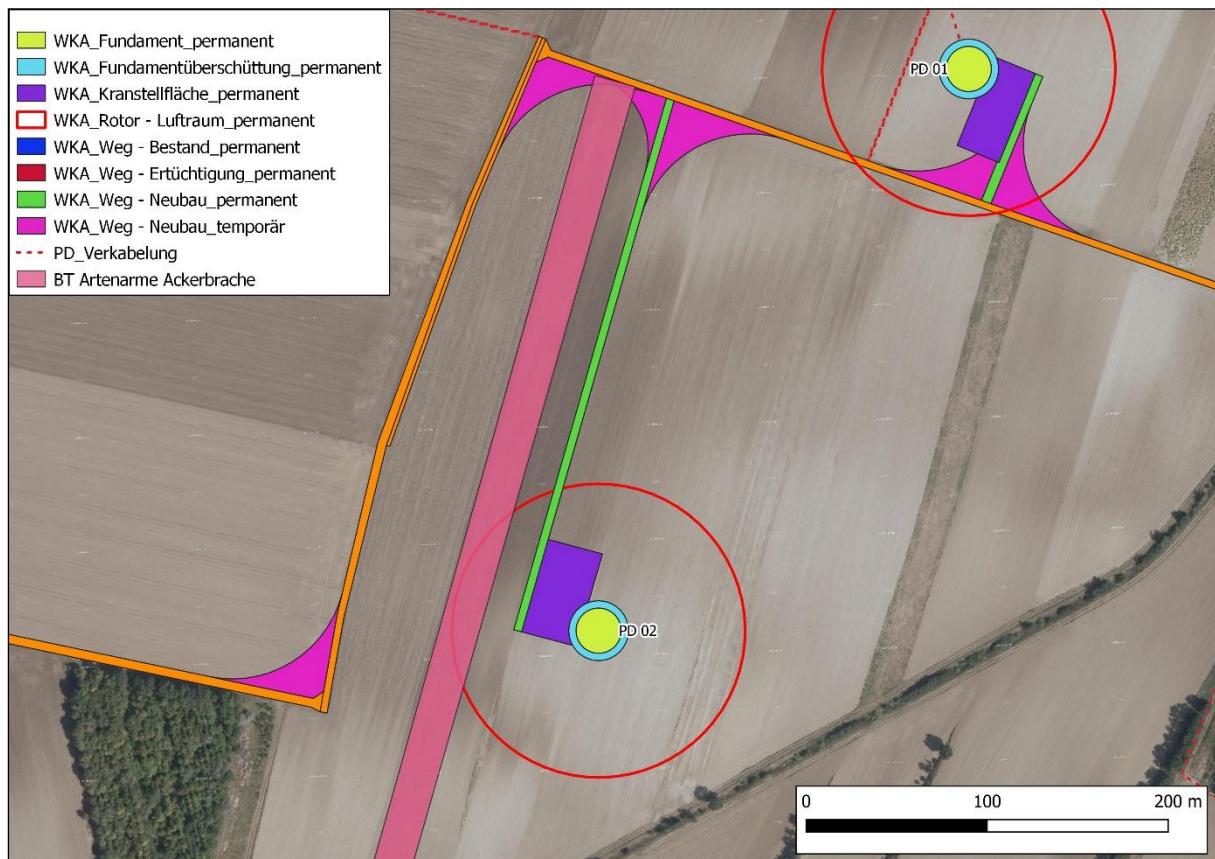 WKA_Fundament_permanent
WKA_Fundamentüberschüttung_permanent
WKA_Kranstellfläche_permanent
WKA_Rotor - Luftraum_permanent
WKA_Weg - Bestand_permanent
WKA_Weg - Ertüchtigung_permanent
WKA_Weg - Neubau_permanent
WKA_Weg - Neubau_temporär
PD_Verkabelung
BT Artenarme Ackerbrache
PD 01
PD 02
0 100 200 m